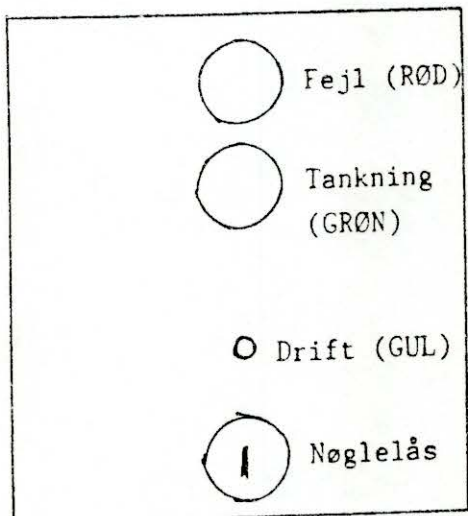 Fejl (RØD)
Tankning
(GRØN)
Drift (GUL)
Nøglelås